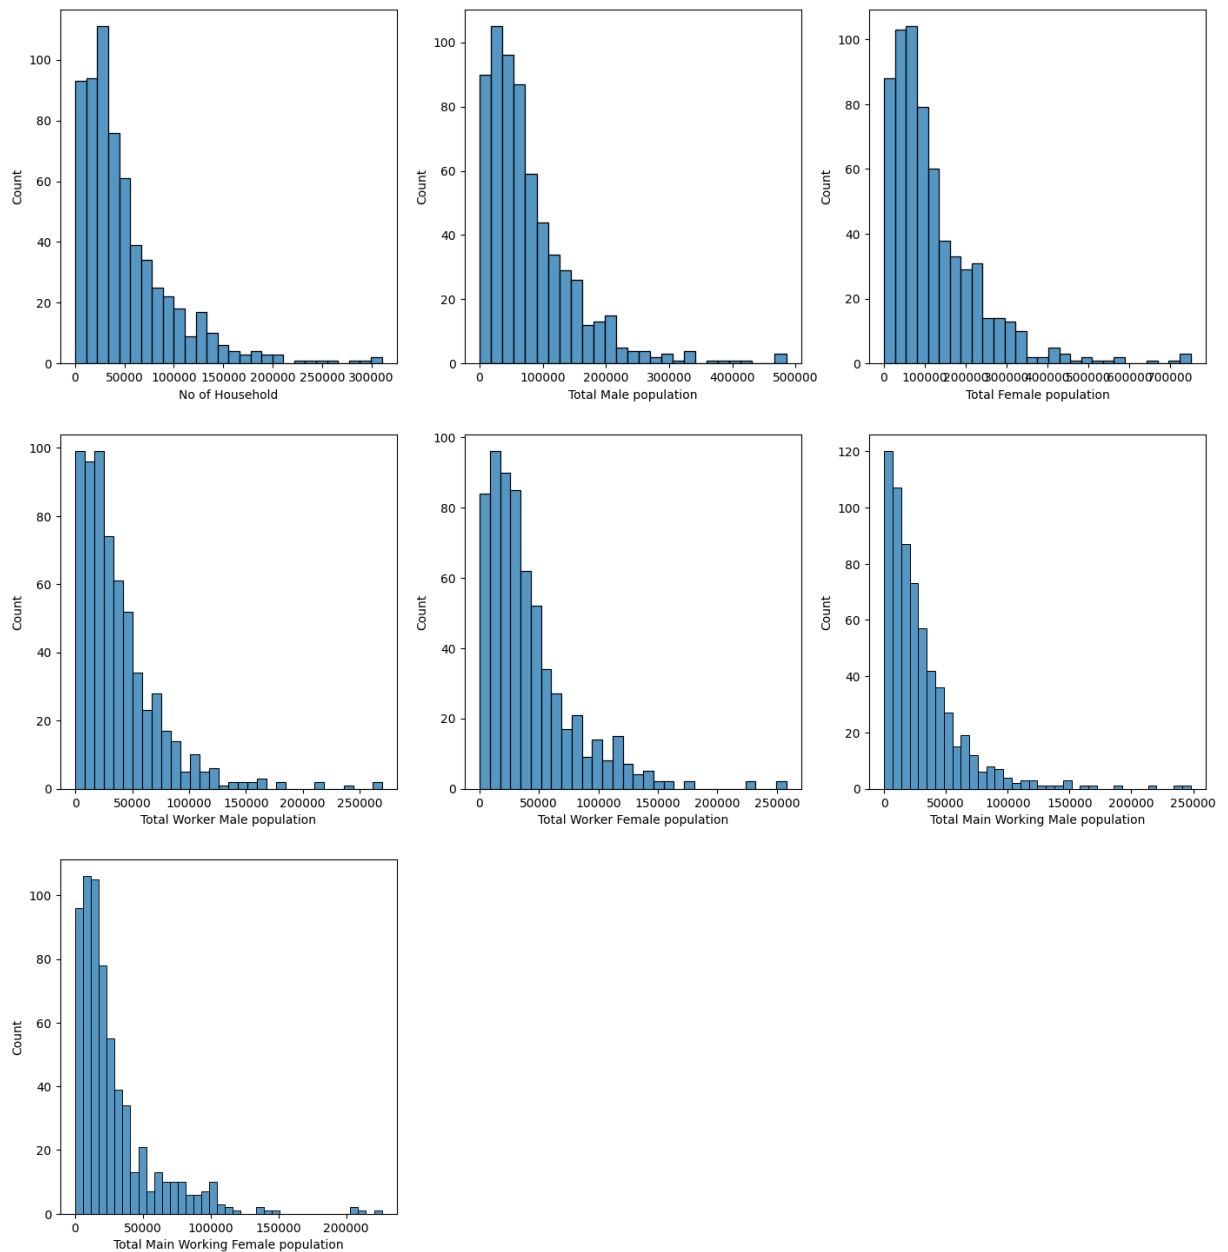 Count
100
80
60
40
20
0
0 50000 100000 150000 200000 250000 300000
No of Household
Count
100
80
60
40
20
0
0 100000 200000 300000 400000 500000
Total Male population
Count
100
80
60
40
20
0
0 100000 200000 300000 400000 500000 600000 700000
Total Female population
Count
100
80
60
40
20
0
0 50000 100000 150000 200000 250000
Total Worker Male population
Count
100
80
60
40
20
0
0 50000 100000 150000 200000 250000
Total Worker Female population
Count
120
100
80
60
40
20
0
0 50000 100000 150000 200000 250000
Total Main Working Male population
Count
100
80
60
40
20
0
0 50000 100000 150000 200000
Total Main Working Female population